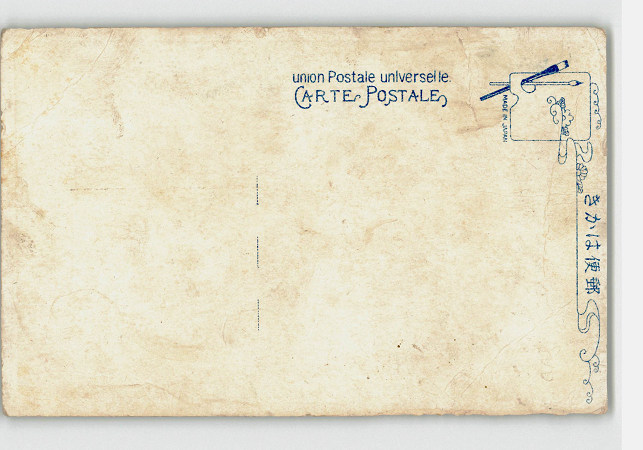 union Postale universelle.
CARTE POSTALE
MADE IN JAPAN
郵便はかき